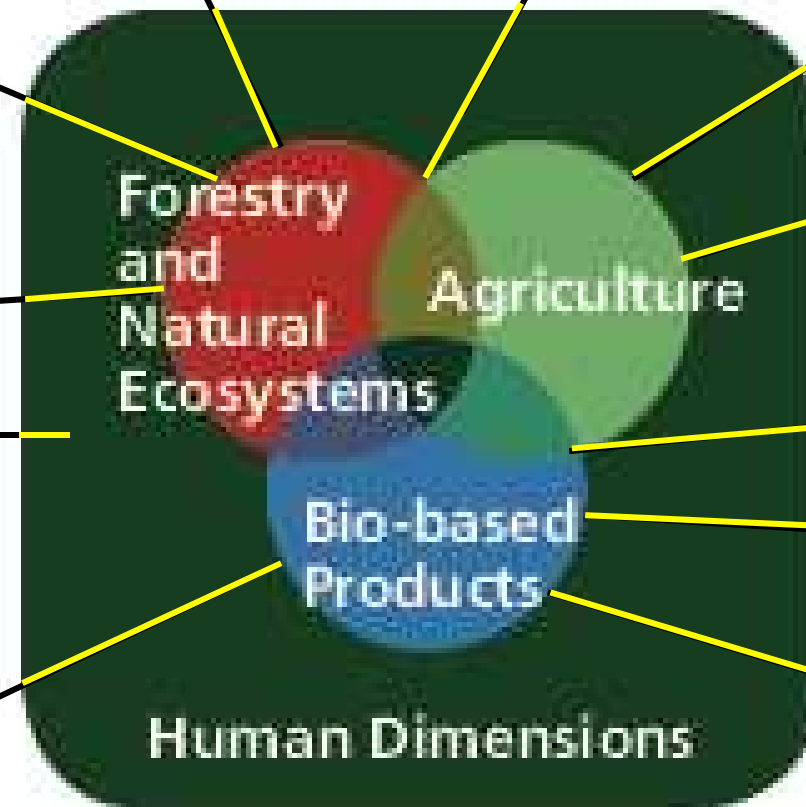 Forestry
and
Natural
Ecosystems
Agriculture
Bio-based
Products
Human Dimensions